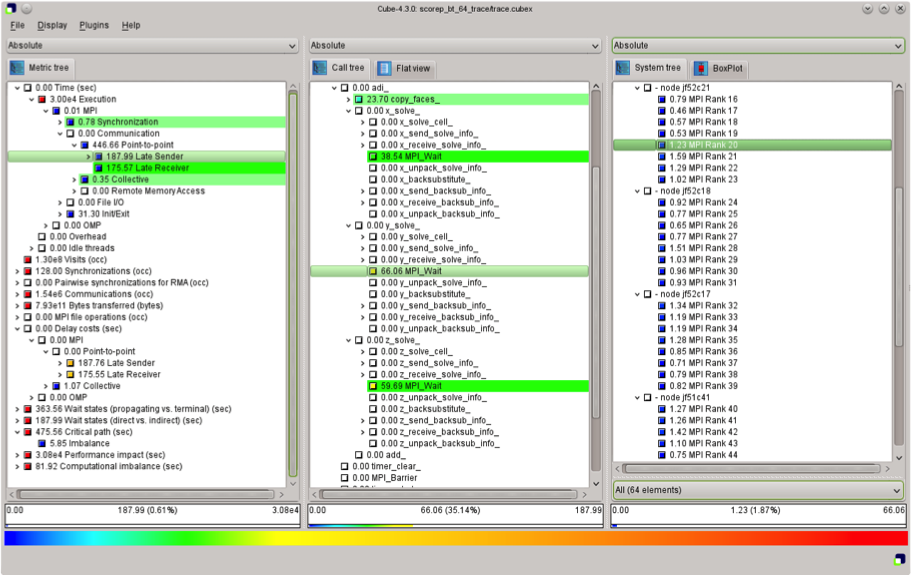 Cube-4.3.0: scorep_bt_64_trace/trace.cubex
File Display Plugins Help
Absolute
Metric tree
0.00 Time (sec)
3.00e4 Execution
0.01 MPI
0.78 Synchronization
0.00 Communication
446.66 Point-to-point
187.99 Late Sender
175.57 Late Receiver
0.35 Collective
0.00 Remote Memory Access
0.00 File I/O
31.30 Init/Exit
0.00 OMP
0.00 Overhead
0.00 Idle threads
1.30e8 Visits (occ)
128.00 Synchronizations (occ)
0.00 Pairwise synchronizations for RMA (occ)
1.54e6 Communications (occ)
7.93e11 Bytes transferred (bytes)
0.00 MPI file operations (occ)
0.00 Delay costs (sec)
0.00 MPI
0.00 Point-to-point
187.76 Late Sender
175.55 Late Receiver
1.07 Collective
0.00 OMP
363.56 Wait states (propagating vs. terminal) (sec)
187.99 Wait states (direct vs. indirect) (sec)
475.56 Critical path (sec)
5.85 Imbalance
3.08e4 Performance impact (sec)
81.92 Computational imbalance (sec)
0.00 187.99 (0.61%) 3.08e4
Absolute
Call tree Flat view
0.00 adi_
23.70 copy_faces_
0.00 x_solve_
0.00 x_solve_cell_
0.00 x_send_solve_info_
0.00 x_receive_solve_info_
38.54 MPI_Wait
0.00 x_unpack_solve_info_
0.00 x_backsubstitute_
0.00 x_send_backsub_info_
0.00 x_receive_backsub_info_
0.00 x_unpack_backsub_info_
0.00 y_solve_
0.00 y_solve_cell_
0.00 y_send_solve_info_
0.00 y_receive_solve_info_
66.06 MPI_Wait
0.00 y_unpack_solve_info_
0.00 y_backsubstitute_
0.00 y_send_backsub_info_
0.00 y_receive_backsub_info_
0.00 y_unpack_backsub_info_
0.00 z_solve_
0.00 z_solve_cell_
0.00 z_send_solve_info_
0.00 z_receive_solve_info_
59.69 MPI_Wait
0.00 z_unpack_solve_info_
0.00 z_backsubstitute_
0.00 z_send_backsub_info_
0.00 z_receive_backsub_info_
0.00 z_unpack_backsub_info_
0.00 add_
0.00 timer_clear_
0.00 MPI_Barrier
0.00 66.06 (35.14%) 187.99
Absolute
System tree BoxPlot
- node jf52c21
0.79 MPI Rank 16
0.46 MPI Rank 17
0.57 MPI Rank 18
0.53 MPI Rank 19
1.23 MPI Rank 20
1.59 MPI Rank 21
1.29 MPI Rank 22
1.02 MPI Rank 23
- node jf52c18
0.92 MPI Rank 24
0.77 MPI Rank 25
0.65 MPI Rank 26
0.77 MPI Rank 27
1.51 MPI Rank 28
1.03 MPI Rank 29
0.96 MPI Rank 30
0.93 MPI Rank 31
- node jf52c17
1.34 MPI Rank 32
1.19 MPI Rank 33
1.19 MPI Rank 34
1.28 MPI Rank 35
0.85 MPI Rank 36
0.71 MPI Rank 37
0.79 MPI Rank 38
0.82 MPI Rank 39
- node jf51c41
1.27 MPI Rank 40
1.26 MPI Rank 41
1.42 MPI Rank 42
1.10 MPI Rank 43
0.75 MPI Rank 44
All (64 elements)
0.00 1.23 (1.87%) 66.06